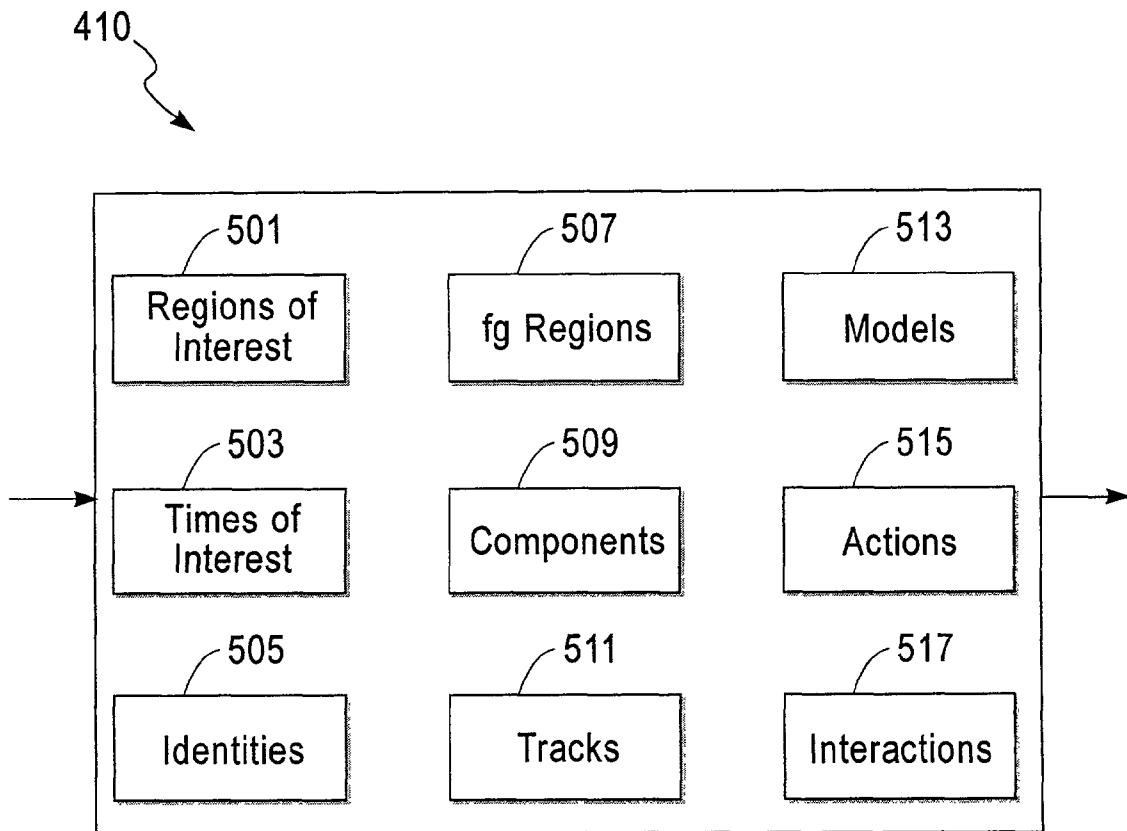 410
501
507
513
Regions of
Interest
fg Regions
Models
503
509
515
Times of
Interest
Components
Actions
505
511
517
Identities
Tracks
Interactions